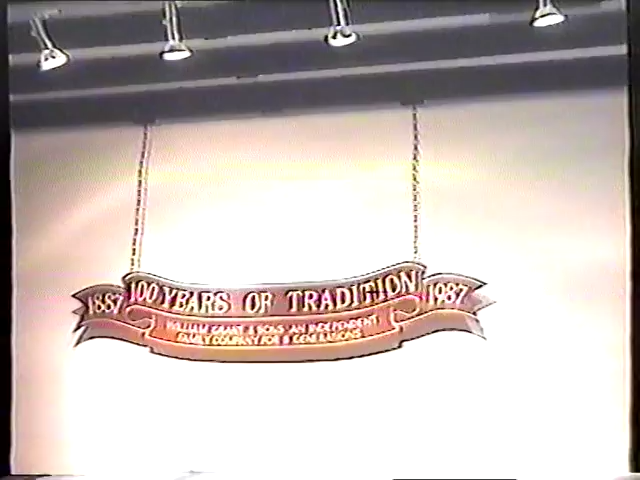 1887 100 YEARS OF TRADITION 1987
WILLIAM GRANT & SONS AN INDEPENDENT
FAMILY COMPANY FOR 5 GENERATIONS